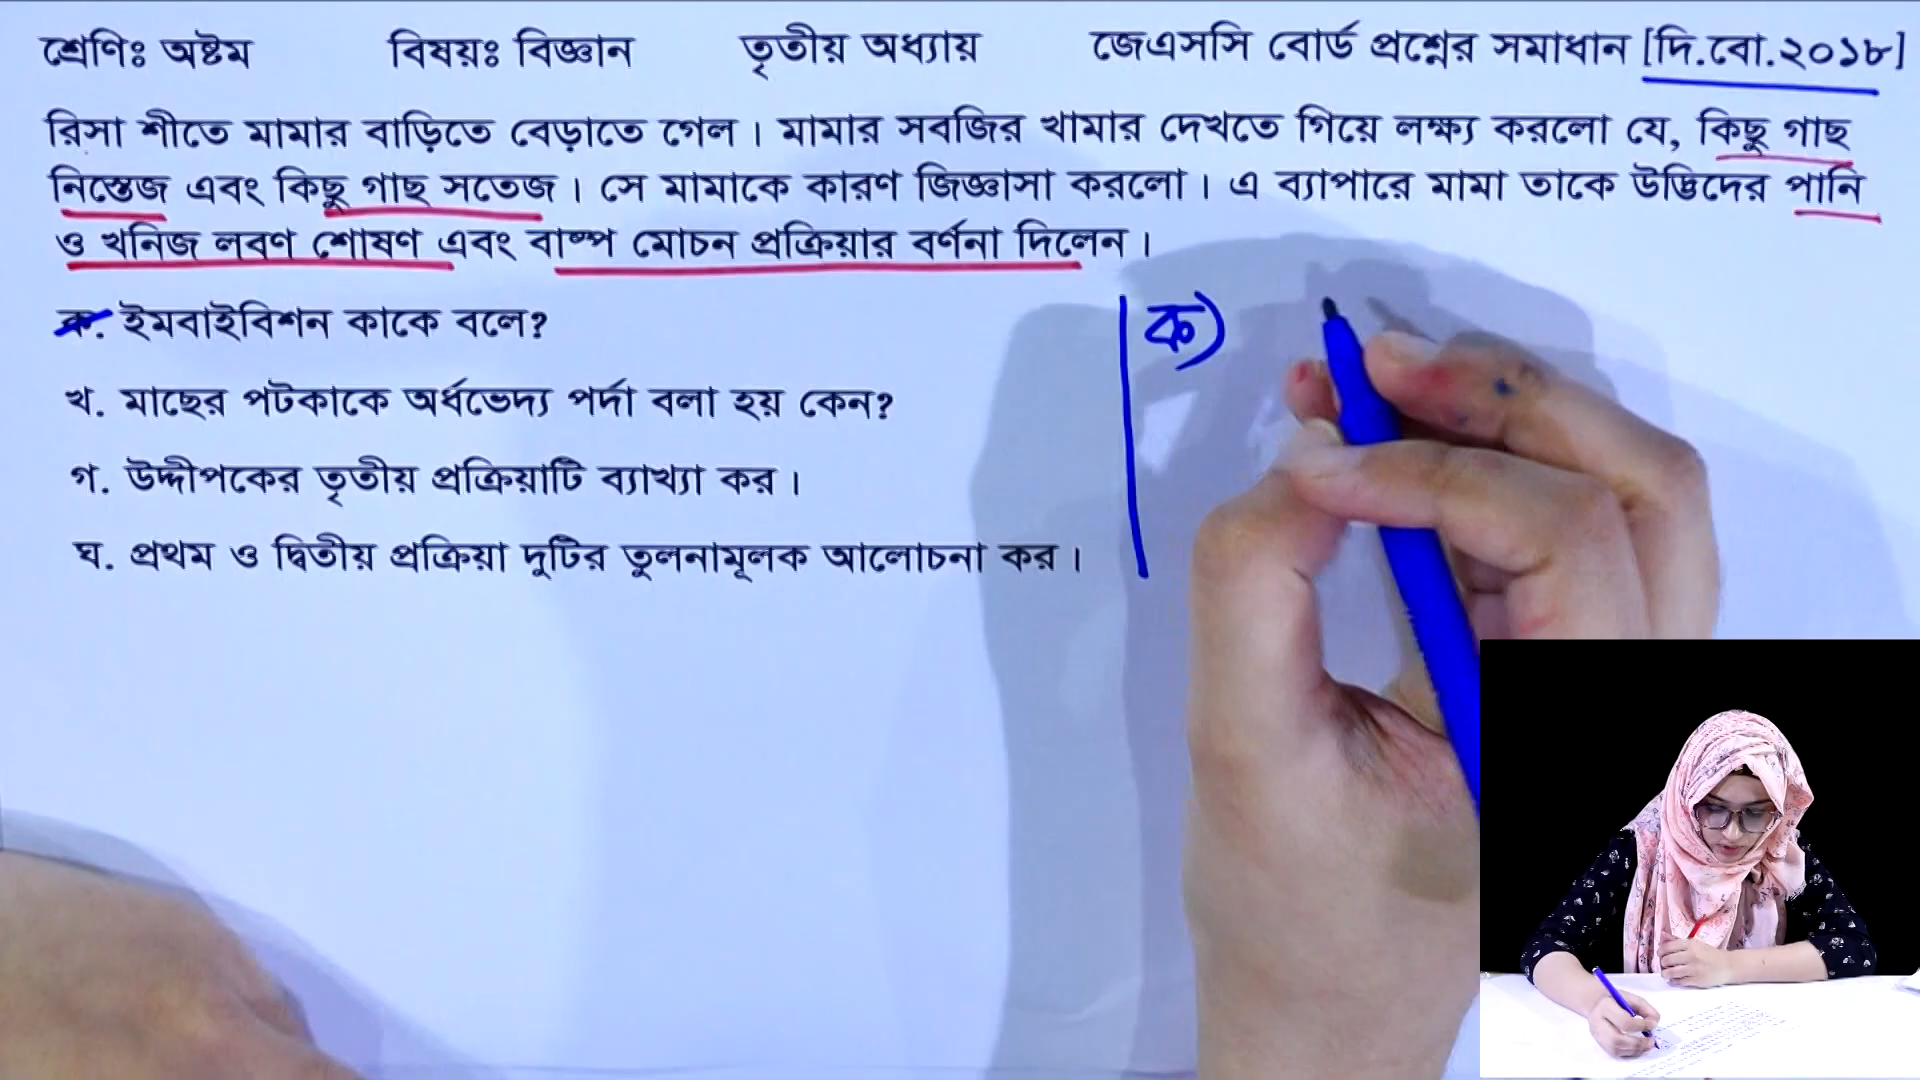 শ্রেণিঃ অষ্টম বিষয়ঃ বিজ্ঞান তৃতীয় অধ্যায় জেএসসি বোর্ড প্রশ্নের সমাধান [দি.বো.২০১৮]
রিসা শীতে মামার বাড়িতে বেড়াতে গেল। মামার সবজির খামার দেখতে গিয়ে লক্ষ্য করলো যে, কিছু গাছ
নিস্তেজ এবং কিছু গাছ সতেজ। সে মামাকে কারণ জিজ্ঞাসা করলো। এ ব্যাপারে মামা তাকে উদ্ভিদের পানি
ও খনিজ লবণ শোষণ এবং বাষ্প মোচন প্রক্রিয়ার বর্ণনা দিলেন।
ক. ইমবাইবিশন কাকে বলে?
ক)
খ. মাছের পটকাকে অর্ধভেদ্য পর্দা বলা হয় কেন?
গ. উদ্দীপকের তৃতীয় প্রক্রিয়াটি ব্যাখ্যা কর।
ঘ. প্রথম ও দ্বিতীয় প্রক্রিয়া দুটির তুলনামূলক আলোচনা কর।